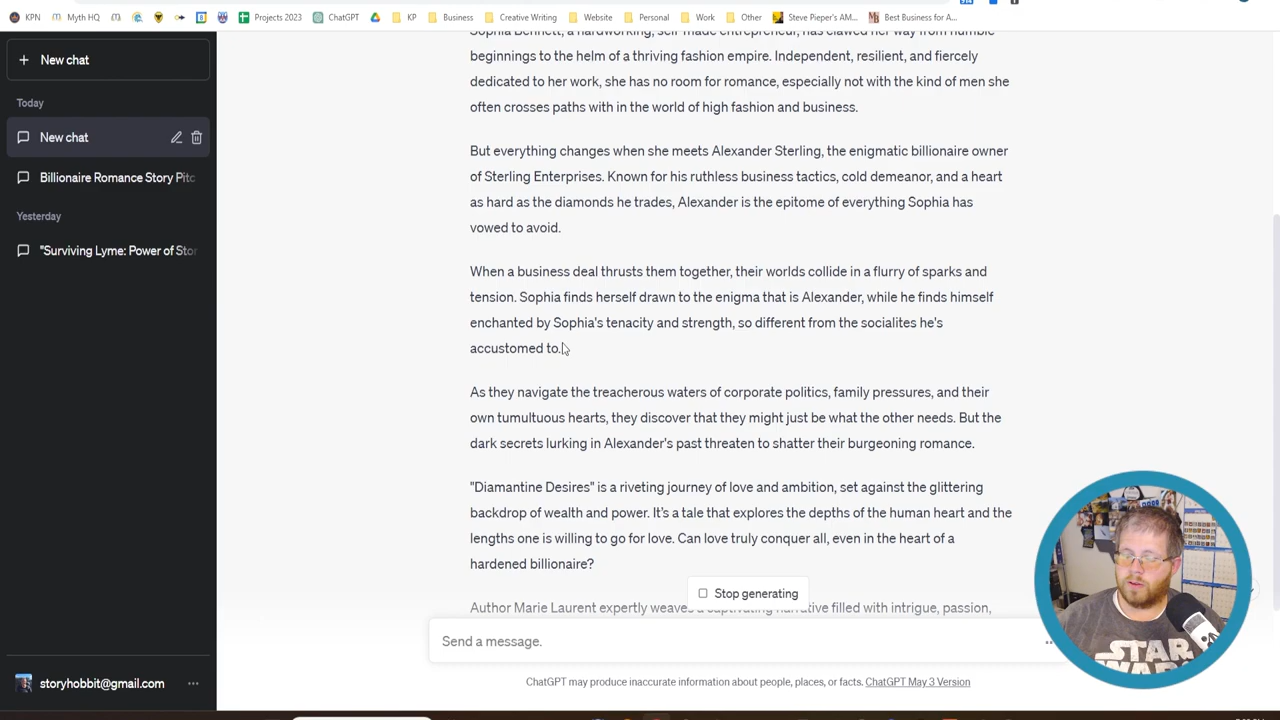 KPN
Myth HQ
Projects 2023
ChatGPT
KP
Business
Creative Writing
Website
Personal
Work
Other
Steve Pieper's AM...
Best Business for A...
New chat
Today
New chat
Billionaire Romance Story Pitc
Yesterday
"Surviving Lyme: Power of Stor
storyhobbit@gmail.com
Sophia Bennett, a hardworking, self-made entrepreneur, has clawed her way from humble
beginnings to the helm of a thriving fashion empire. Independent, resilient, and fiercely
dedicated to her work, she has no room for romance, especially not with the kind of men she
often crosses paths with in the world of high fashion and business.
But everything changes when she meets Alexander Sterling, the enigmatic billionaire owner
of Sterling Enterprises. Known for his ruthless business tactics, cold demeanor, and a heart
as hard as the diamonds he trades, Alexander is the epitome of everything Sophia has
vowed to avoid.
When a business deal thrusts them together, their worlds collide in a flurry of sparks and
tension. Sophia finds herself drawn to the enigma that is Alexander, while he finds himself
enchanted by Sophia's tenacity and strength, so different from the socialites he's
accustomed to.
As they navigate the treacherous waters of corporate politics, family pressures, and their
own tumultuous hearts, they discover that they might just be what the other needs. But the
dark secrets lurking in Alexander's past threaten to shatter their burgeoning romance.
"Diamantine Desires" is a riveting journey of love and ambition, set against the glittering
backdrop of wealth and power. It's a tale that explores the depths of the human heart and the
lengths one is willing to go for love. Can love truly conquer all, even in the heart of a
hardened billionaire?
Stop generating
Author Marie Laurent expertly weaves a captivating narrative filled with intrigue, passion,
Send a message.
ChatGPT may produce inaccurate information about people, places, or facts. ChatGPT May 3 Version
STAR